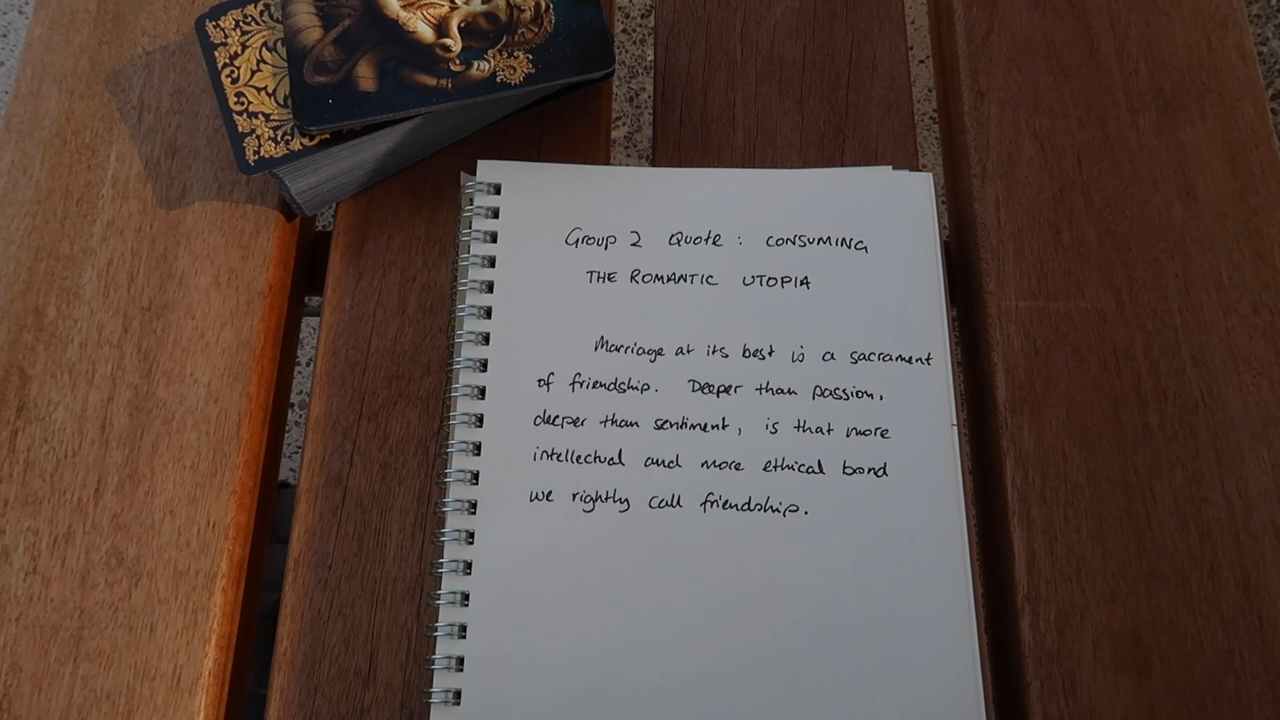 Group 2 Quote: CONSUMING
THE ROMANTIC UTOPIA
Marriage at its best is a sacrament
of friendship. Deeper than passion,
deeper than sentiment, is that more
intellectual and more ethical bond
we rightly call friendship.